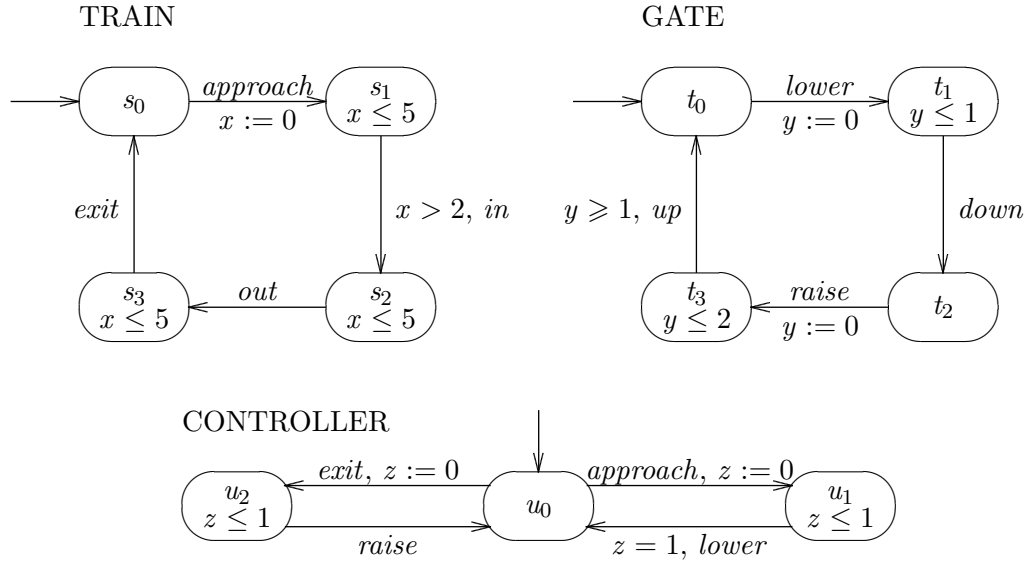 TRAIN
GATE
s₀
approach
x := 0
s₁
x ≤ 5
exit
x > 2, in
s₃
x ≤ 5
out
s₂
x ≤ 5
t₀
lower
y := 0
t₁
y ≤ 1
y ⩾ 1, up
down
t₃
y ≤ 2
raise
y := 0
t₂
CONTROLLER
u₂
z ≤ 1
exit, z := 0
raise
u₀
approach, z := 0
z = 1, lower
u₁
z ≤ 1